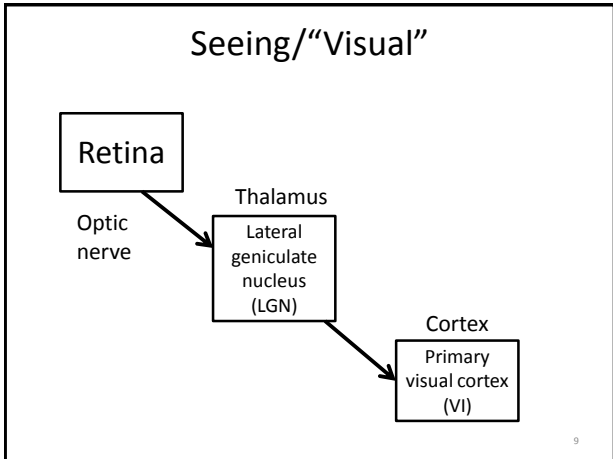 Seeing/“Visual”
Retina
Optic
nerve
Thalamus
Lateral
geniculate
nucleus
(LGN)
Cortex
Primary
visual cortex
(VI)
9